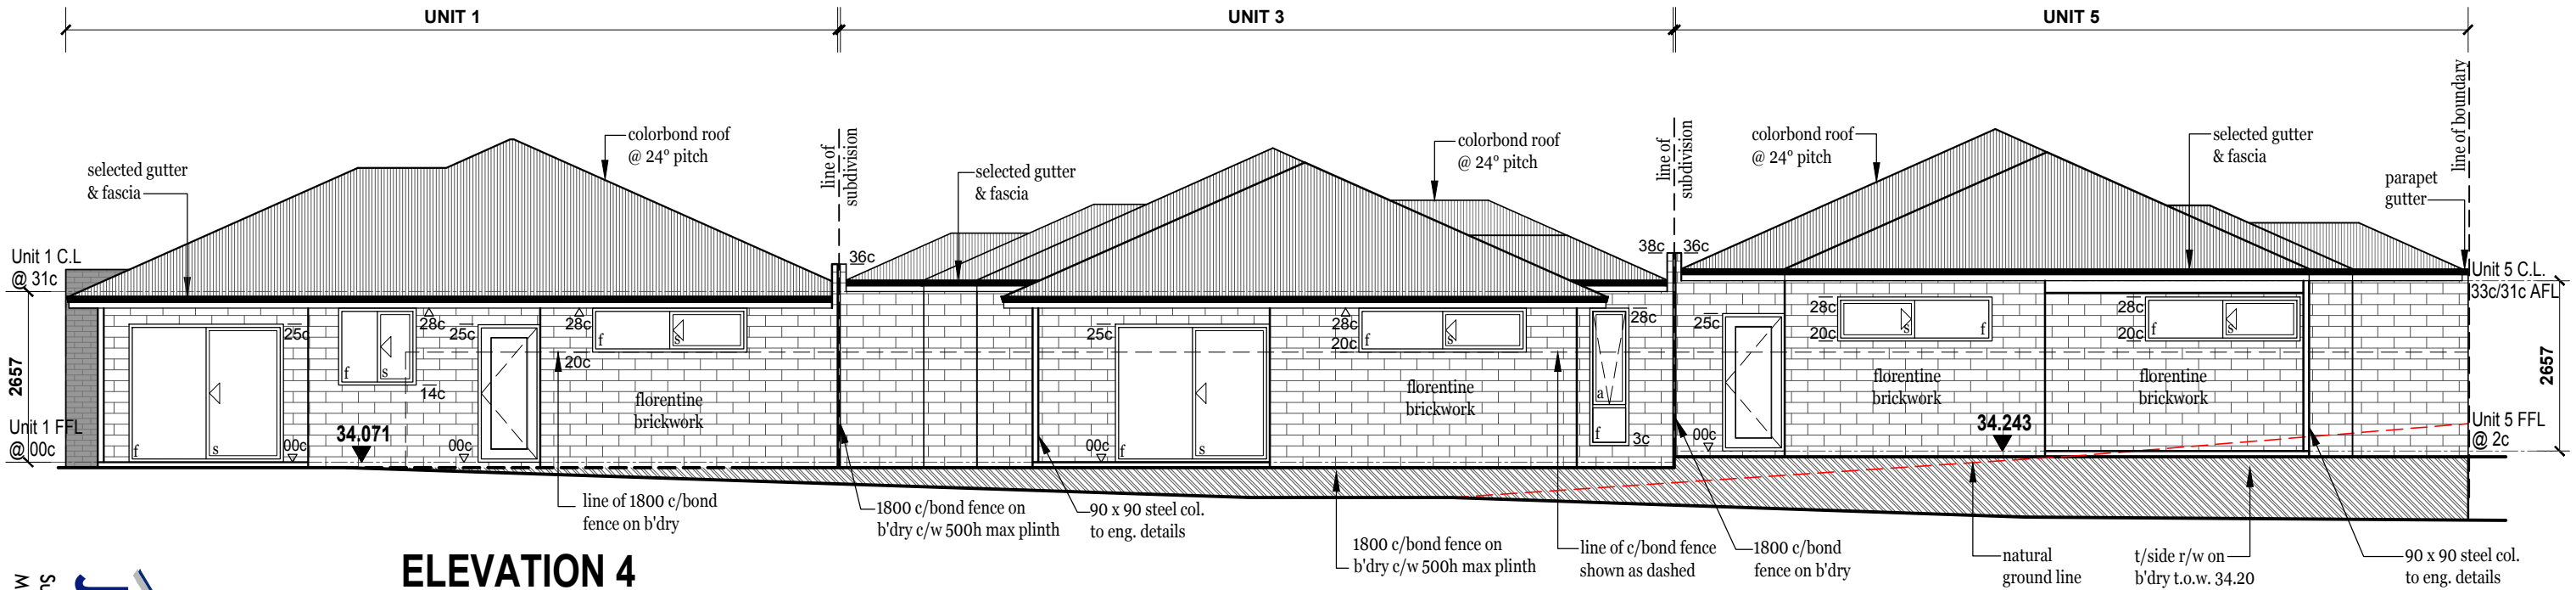 UNIT 1
UNIT 3
UNIT 5
colorbond roof
@ 24° pitch
selected gutter
& fascia
line of
subdivision
selected gutter
& fascia
colorbond roof
@ 24° pitch
line of
subdivision
colorbond roof
@ 24° pitch
selected gutter
& fascia
line of boundary
parapet
gutter
Unit 1 C.L
@ 31c
2657
Unit 1 FFL
@ 00c
36c
38c
36c
Unit 5 C.L.
33c/31c AFL
2657
Unit 5 FFL
@ 2c
25c
f
s
00c
34.071
f
s
28c
14c
25c
00c
28c
20c
f
s
florentine
brickwork
25c
00c
f
s
28c
20c
f
s
florentine
brickwork
28c
a
f
3c
25c
00c
28c
20c
s
f
florentine
brickwork
34.243
28c
20c
f
s
florentine
brickwork
line of 1800 c/bond
fence on b'dry
1800 c/bond fence on
b'dry c/w 500h max plinth
90 x 90 steel col.
to eng. details
1800 c/bond fence on
b'dry c/w 500h max plinth
line of c/bond fence
shown as dashed
1800 c/bond
fence on b'dry
natural
ground line
t/side r/w on
b'dry t.o.w. 34.20
90 x 90 steel col.
to eng. details
ELEVATION 4